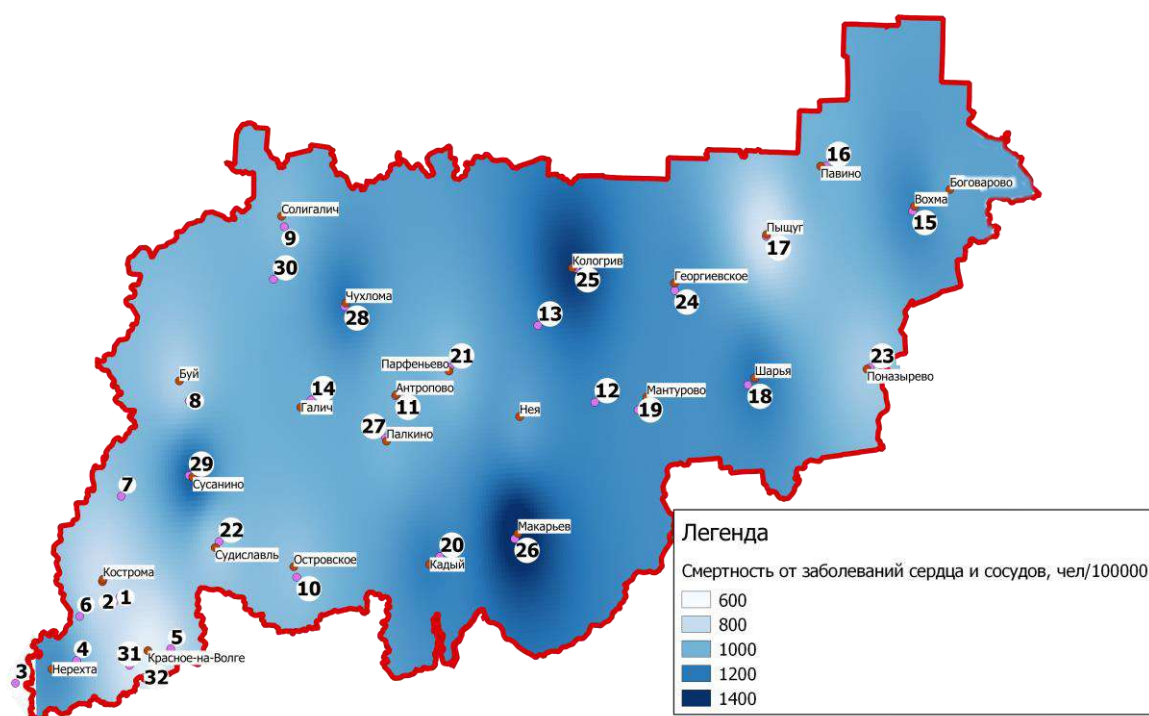 16
Павино
Боговарово
Вохма
15
Солигалич
9
Пыщуг
17
30
Кологрив
25
Георгиевское
24
Чухлома
28
13
21
Парфеньево
23
Поназырево
Буй
8
14
Галич
Антропово
11
Шарья
18
12
Мантурово
19
Нея
27
Палкино
29
Сусанино
7
22
Судиславль
20
Кадый
Макарьев
26
Островское
10
Кострома
6
2
1
4
Нерехта
3
31
5
Красное-на-Волге
32
Легенда
Смертность от заболеваний сердца и сосудов, чел/100000
600
800
1000
1200
1400